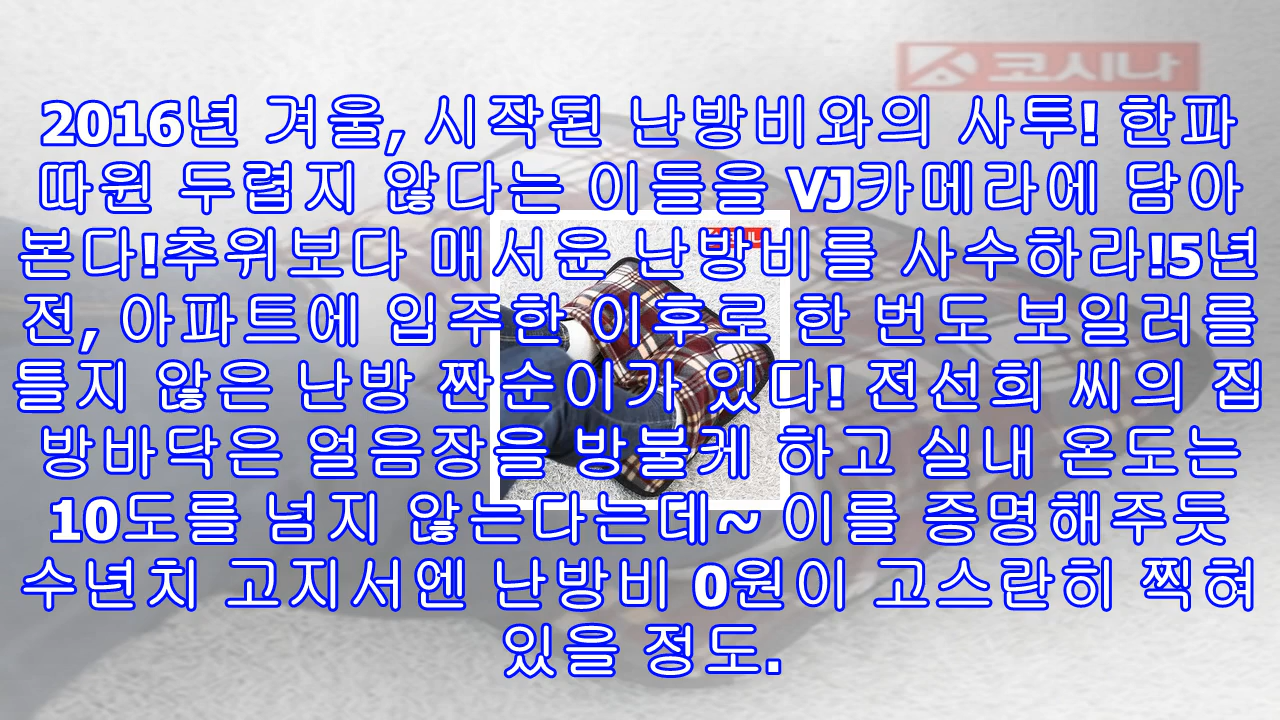 코시나
2016년 겨울, 시작된 난방비와의 사투! 한파
따윈 두렵지 않다는 이들을 VJ카메라에 담아
본다!추위보다 매서운 난방비를 사수하라!5년
전, 아파트에 입주한 이후로 한 번도 보일러를
틀지 않은 난방 짠순이가 있다! 전선희 씨의 집
방바닥은 얼음장을 방불케 하고 실내 온도는
10도를 넘지 않는다는데~ 이를 증명해주듯
수년치 고지서엔 난방비 0원이 고스란히 찍혀
있을 정도.